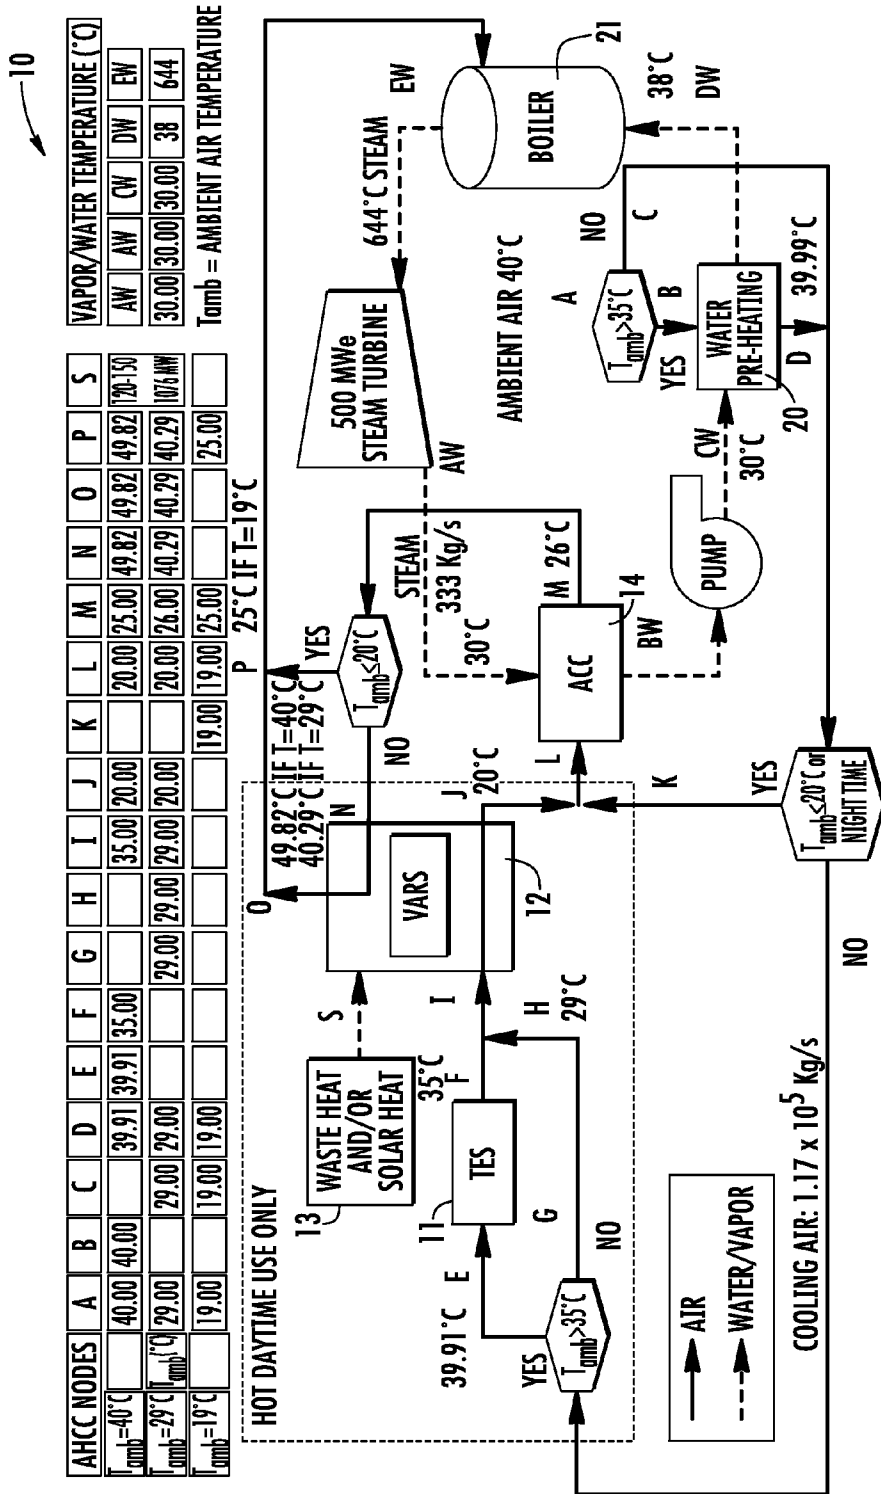 10
AHCC NODES A B C D E F G H I J K L M N O P S
Tamb=40°C 40.00 40.00 39.91 39.91 35.00 35.00 20.00 20.00 25.00 49.82 49.82 49.82 120-150
Tamb=29°C Tamb(°C) 29.00 29.00 29.00 29.00 29.00 29.00 20.00 20.00 26.00 40.29 40.29 40.29 1076 MW
Tamb=19°C 19.00 19.00 19.00 19.00 19.00 25.00 25.00
VAPOR/WATER TEMPERATURE (°C)
AW AW CW DW EW
30.00 30.00 30.00 38 644
Tamb = AMBIENT AIR TEMPERATURE
P 25°C IF T=19°C
HOT DAYTIME USE ONLY
O
49.82°C IF T=40°C
40.29°C IF T=29°C
N
YES
Tamb≤20°C
NO
STEAM
333 Kg/s
30°C
AW
500 MWe
STEAM TURBINE
644°C STEAM
EW
BOILER
21
38°C
DW
AMBIENT AIR 40°C
13
WASTE HEAT
AND/OR
SOLAR HEAT
S
VARS
12
11
TES
35°C
F
I
J
20°C
L
ACC
14
M 26°C
BW
PUMP
CW
30°C
WATER
PRE-HEATING
20
A
Tamb>35°C
NO
C
YES
B
D
39.99°C
39.91°C
E
G
H
29°C
YES
Tamb>35°C
NO
K
YES
Tamb≤20°C or
NIGHT TIME
NO
AIR
WATER/VAPOR
COOLING AIR: 1.17 x 10⁵ Kg/s